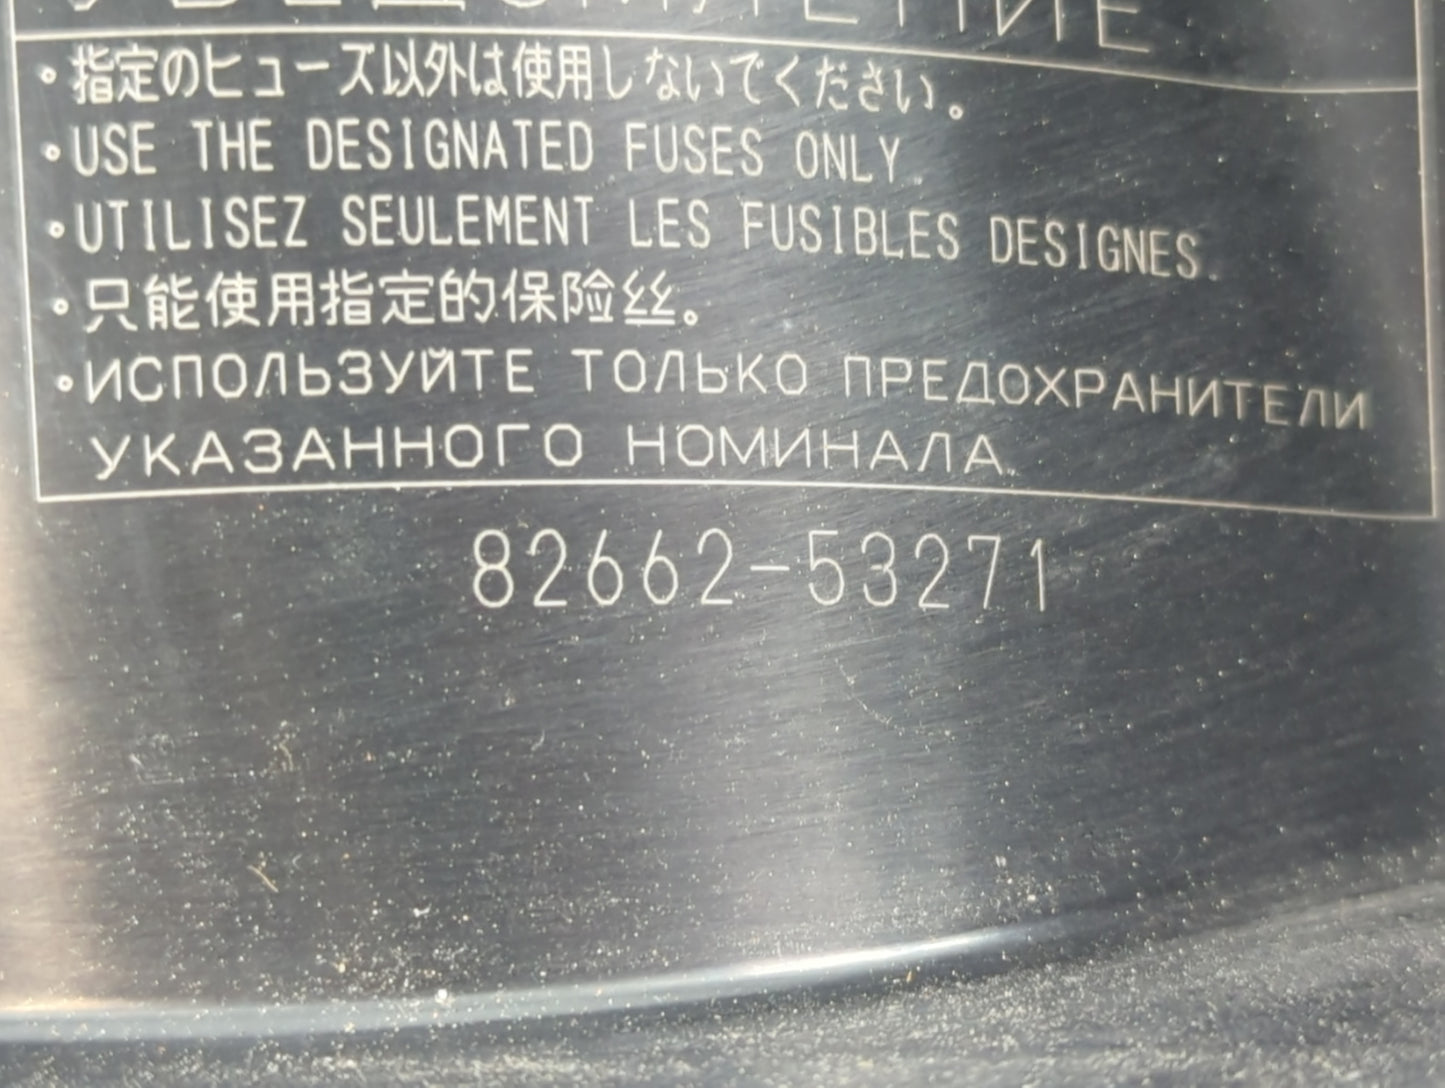 УВЕДОМЛЕНИЕ
・指定のヒューズ以外は使用しないでください。
・USE THE DESIGNATED FUSES ONLY.
・UTILISEZ SEULEMENT LES FUSIBLES DESIGNES.
・只能使用指定的保险丝。
・ИСПОЛЬЗУЙТЕ ТОЛЬКО ПРЕДОХРАНИТЕЛИ
УКАЗАННОГО НОМИНАЛА.
82662-53271